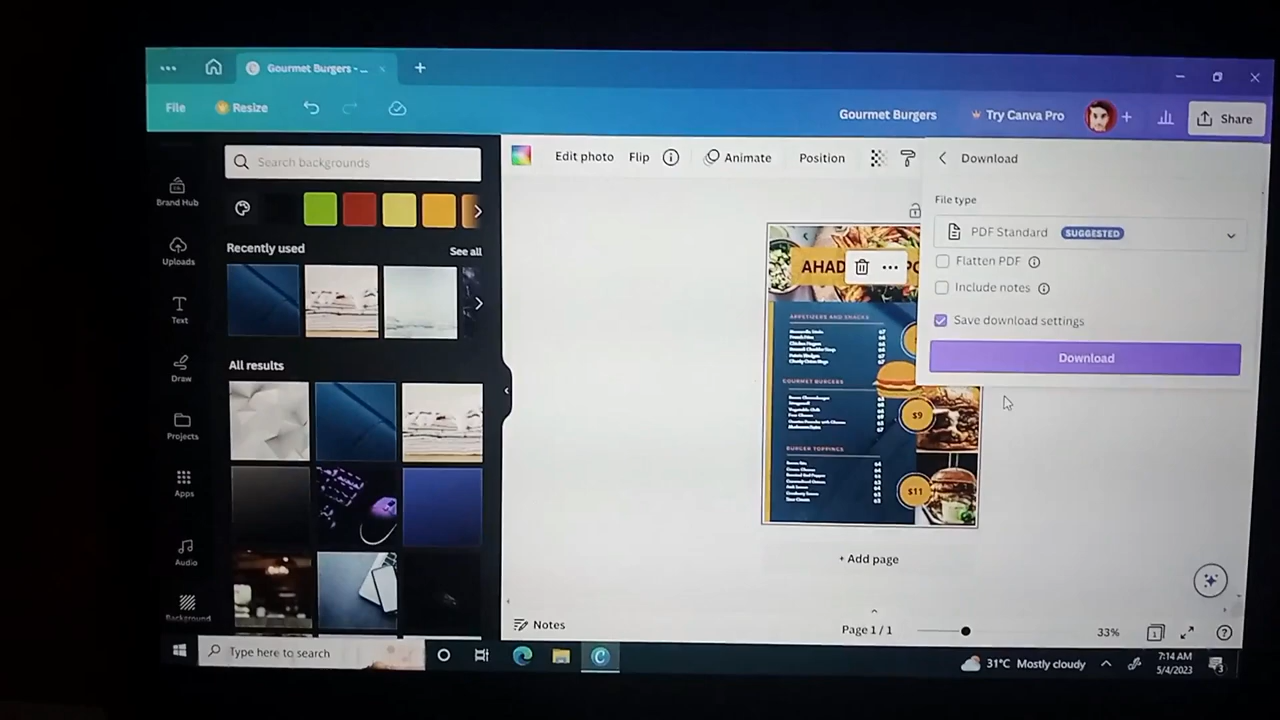 Gourmet Burgers - ...
File
Resize
Gourmet Burgers
Try Canva Pro
Share
Search backgrounds
Edit photo
Flip
Animate
Position
Download
Brand Hub
File type
PDF Standard
SUGGESTED
Recently used
See all
Uploads
Flatten PDF
AHAD
Include notes
Text
APPETIZERS AND SNACKS
Save download settings
Download
All results
Draw
GOURMET BURGERS
Projects
$9
BURGER TOPPINGS
Apps
$11
Audio
+ Add page
Background
Notes
Page 1 / 1
33%
1
Type here to search
31°C Mostly cloudy
7:14 AM
5/4/2023
3